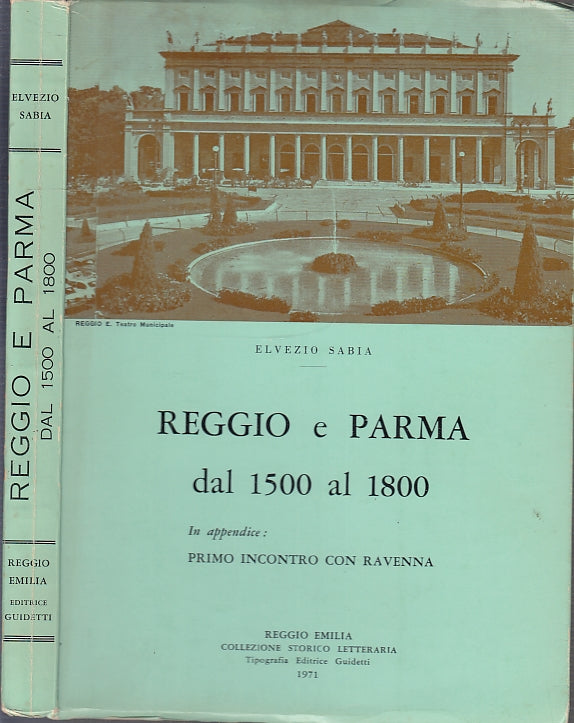 ELVEZIO
SABIA
REGGIO E PARMA
DAL 1500 AL 1800
REGGIO
EMILIA
EDITRICE
GUIDETTI
REGGIO E. Teatro Municipale
ELVEZIO SABIA
REGGIO e PARMA
dal 1500 al 1800
In appendice:
PRIMO INCONTRO CON RAVENNA
REGGIO EMILIA
COLLEZIONE STORICO LETTERARIA
Tipografia Editrice Guidetti
1971